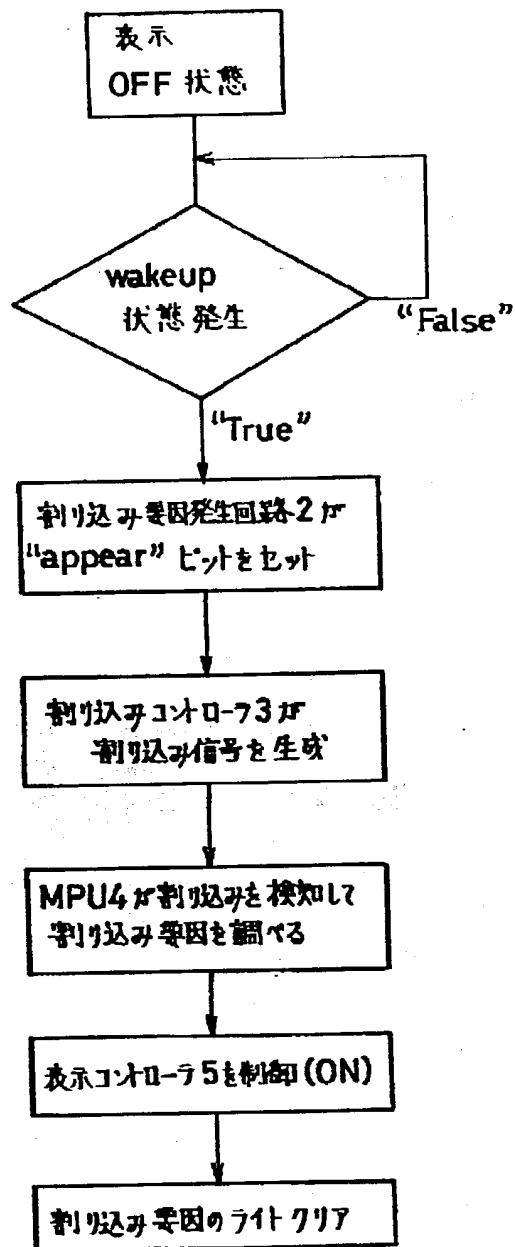 表示
OFF 状態
wakeup
状態発生
“False”
“True”
割り込み要因発生回路2が
“appear” ビットをセット
割り込みコントローラ3が
割り込み信号を生成
MPU4が割り込みを検知して
割り込み要因を調べる
表示コントローラ5を制御(ON)
割り込み要因のライトクリア